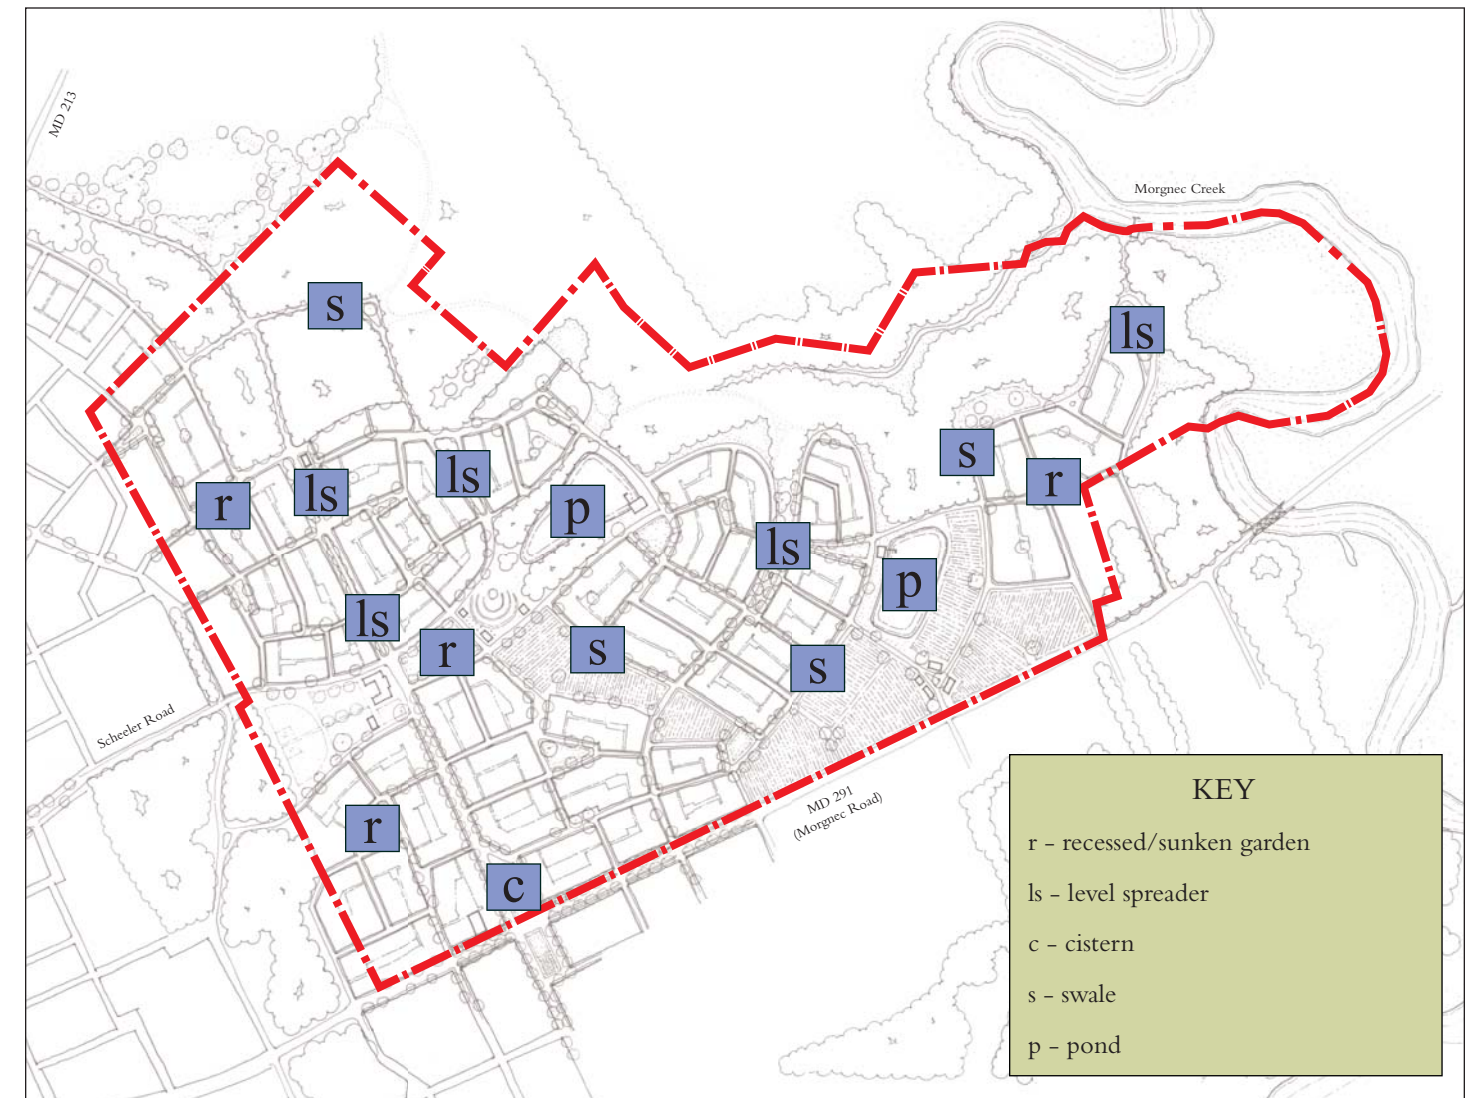 MD 213
Morgnec Creek
s
ls
s
ls
ls
r
r
p
ls
p
ls
r
s
s
Scheeler Road
MD 291
(Morgnec Road)
r
c
KEY
r - recessed/sunken garden
ls - level spreader
c - cistern
s - swale
p - pond